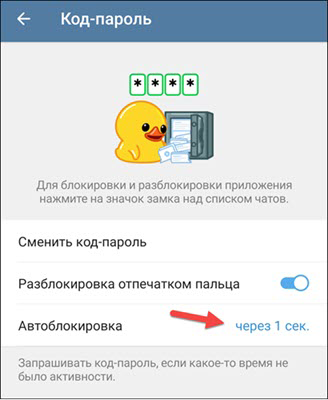 Код-пароль
* * * *
Для блокировки и разблокировки приложения
нажмите на значок замка над списком чатов.
Сменить код-пароль
Разблокировка отпечатком пальца
Автоблокировка через 1 сек.
Запрашивать код-пароль, если какое-то время не
было активности.